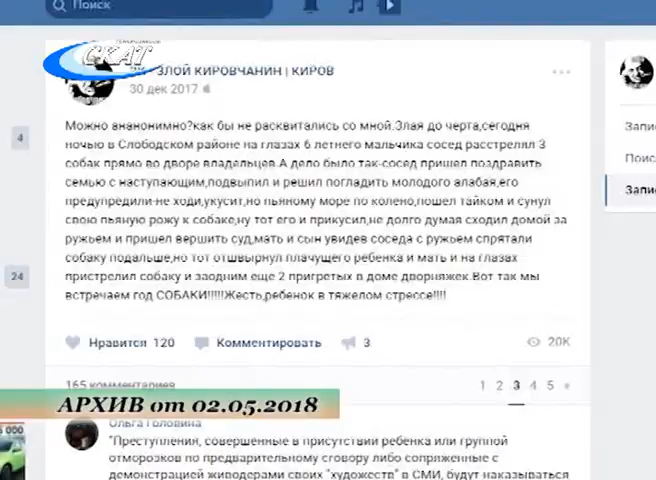 Поиск
СКАТ
ЗЛОЙ КИРОВЧАНИН | КИРОВ
30 дек 2017
Можно ананонимно?как бы не расквитались со мной.Злая до черта,сегодня
ночью в Слободском районе на глазах 6 летнего мальчика сосед расстрелял 3
собак прямо во дворе владельцев.А дело было так-сосед пришел поздравить
семью с наступающим,подвыпил и решил погладить молодого алабая,его
предупредили-не ходи,укусит,но пьяному море по колено,пошел тайком и сунул
свою пьяную рожу к собаке,ну тот его и прикусил,не долго думая сходил домой за
ружьем и пришел вершить суд,мать и сын увидев соседа с ружьем спрятали
собаку подальше,но тот отшвырнул плачущего ребенка и мать и на глазах
пристрелил собаку и заодним еще 2 пригретых в доме дворняжек.Вот так мы
встречаем год СОБАКИ!!!!!Жесть,ребенок в тяжелом стрессе!!!!
4
24
Нравится 120 Комментировать 3 20K
165 комментариев 1 2 3 4 5 »
АРХИВ от 02.05.2018
Ольга Головина
"Преступления, совершенные в присутствии ребенка или группой
отморозков по предварительному сговору либо сопряженные с
демонстрацией живодерами своих "художеств" в СМИ, будут наказываться
Запи
Поис
Запи
000